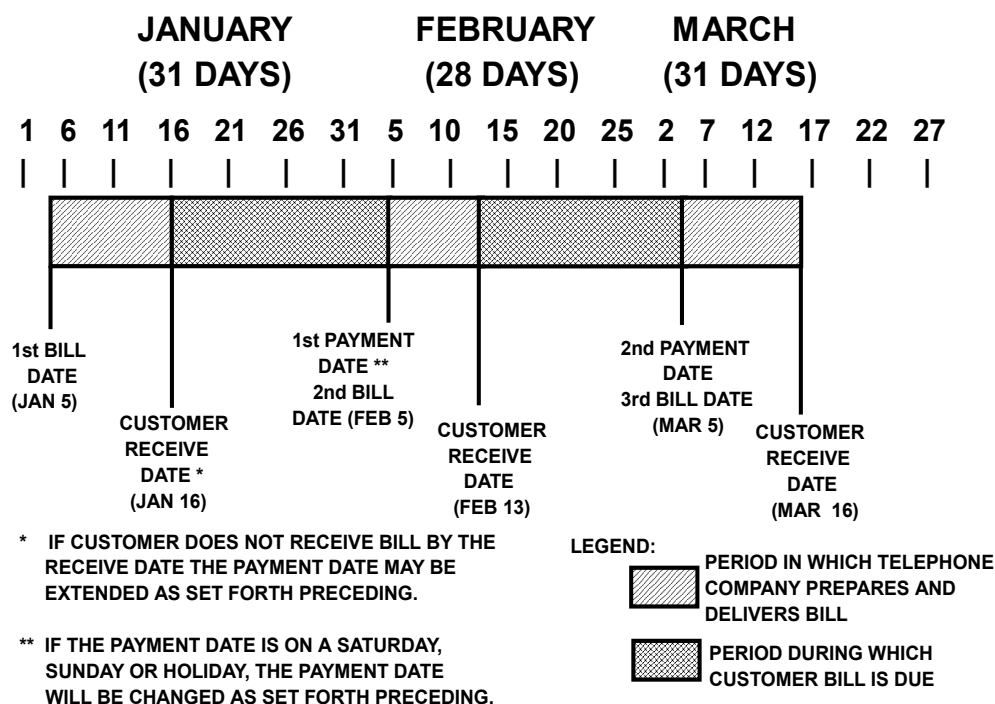 JANUARY FEBRUARY MARCH
(31 DAYS) (28 DAYS) (31 DAYS)
1 6 11 16 21 26 31 5 10 15 20 25 2 7 12 17 22 27
1st BILL
DATE
(JAN 5)
CUSTOMER
RECEIVE
DATE *
(JAN 16)
1st PAYMENT
DATE **
2nd BILL
DATE (FEB 5)
CUSTOMER
RECEIVE
DATE
(FEB 13)
2nd PAYMENT
DATE
3rd BILL DATE
(MAR 5)
CUSTOMER
RECEIVE
DATE
(MAR 16)
* IF CUSTOMER DOES NOT RECEIVE BILL BY THE
RECEIVE DATE THE PAYMENT DATE MAY BE
EXTENDED AS SET FORTH PRECEDING.
** IF THE PAYMENT DATE IS ON A SATURDAY,
SUNDAY OR HOLIDAY, THE PAYMENT DATE
WILL BE CHANGED AS SET FORTH PRECEDING.
LEGEND:
PERIOD IN WHICH TELEPHONE
COMPANY PREPARES AND
DELIVERS BILL
PERIOD DURING WHICH
CUSTOMER BILL IS DUE